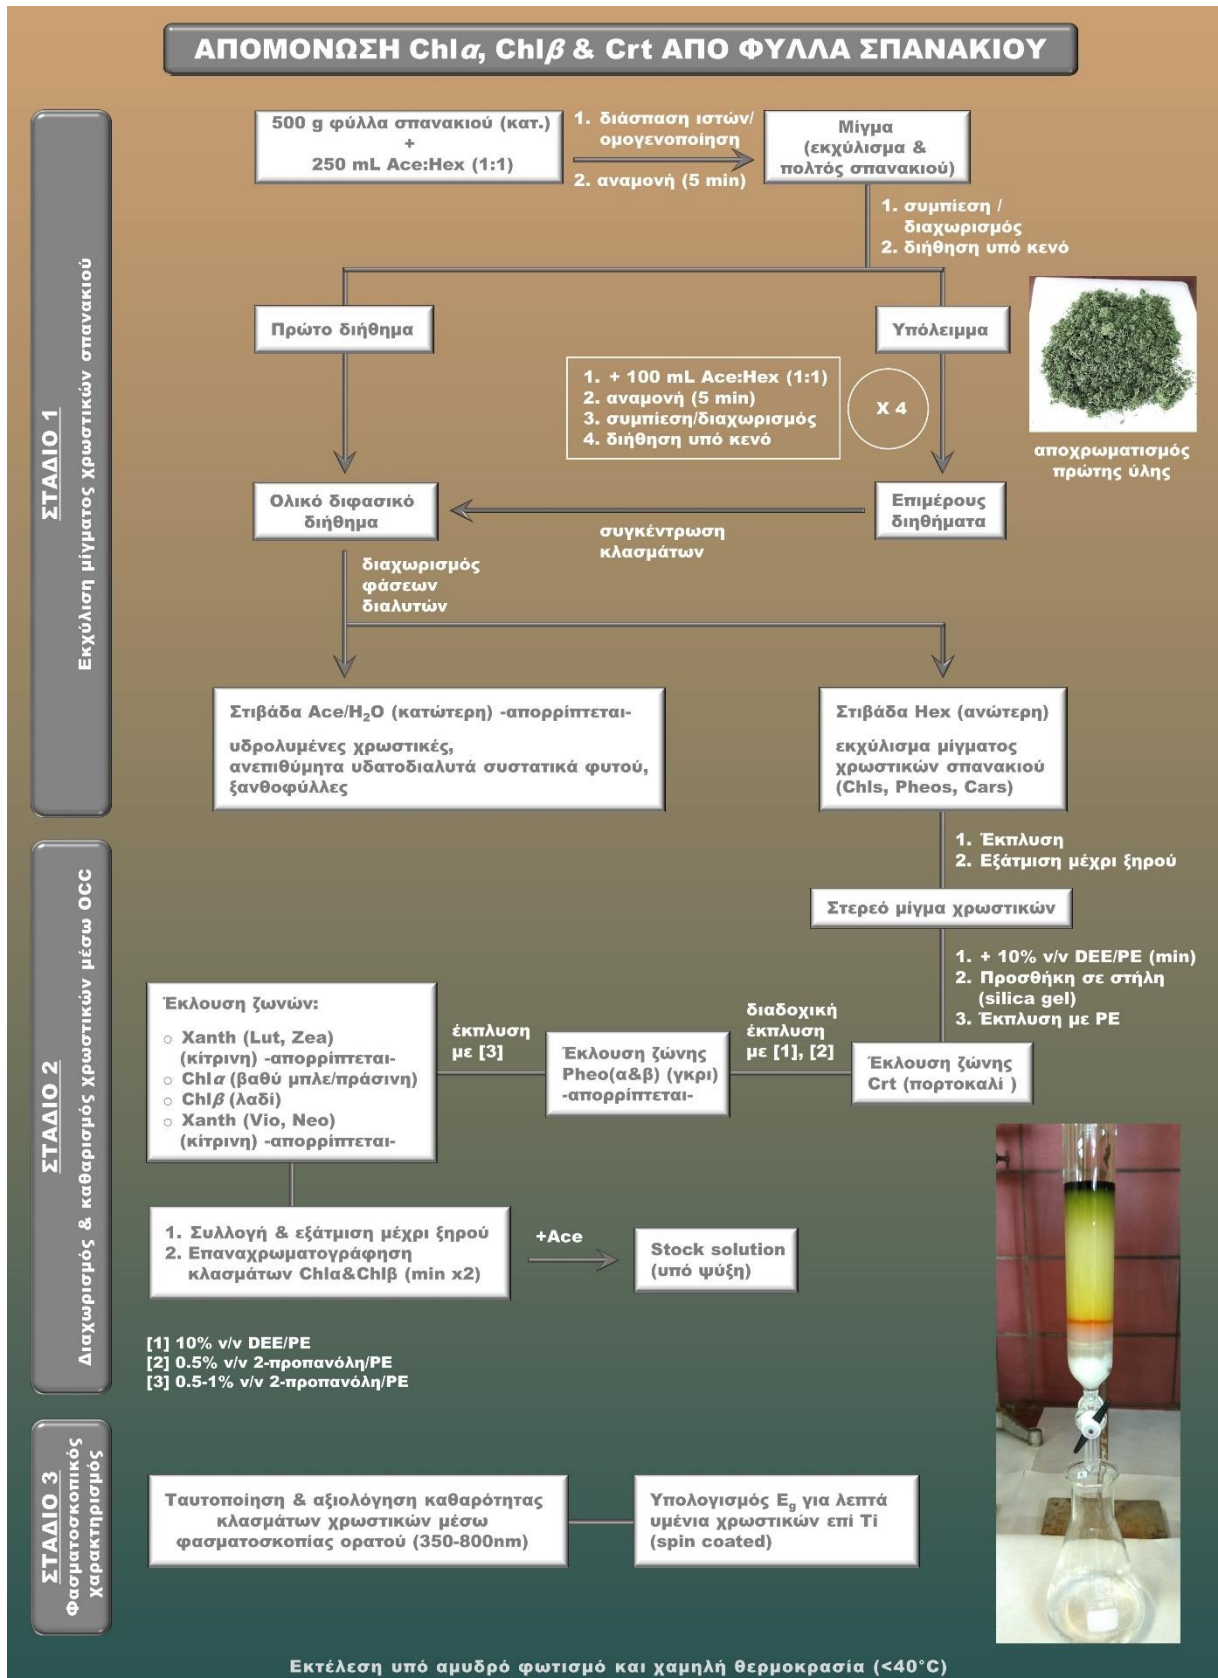 ΑΠΟΜΟΝΩΣΗ Chlα, Chlβ & Crt ΑΠΟ ΦΥΛΛΑ ΣΠΑΝΑΚΙΟΥ
ΣΤΑΔΙΟ 1
Εκχύλιση μίγματος χρωστικών σπανακιού
500 g φύλλα σπανακιού (κατ.)
+
250 mL Ace:Hex (1:1)
1. διάσπαση ιστών/
ομογενοποίηση
2. αναμονή (5 min)
Μίγμα
(εκχύλισμα &
πολτός σπανακιού)
1. συμπίεση /
διαχωρισμός
2. διήθηση υπό κενό
Πρώτο διήθημα
Υπόλειμμα
1. + 100 mL Ace:Hex (1:1)
2. αναμονή (5 min)
3. συμπίεση/διαχωρισμός
4. διήθηση υπό κενό
X 4
αποχρωματισμός
πρώτης ύλης
Ολικό διφασικό
διήθημα
Επιμέρους
διηθήματα
συγκέντρωση
κλασμάτων
διαχωρισμός
φάσεων
διαλυτών
Στιβάδα Ace/H₂O (κατώτερη) -απορρίπτεται-
υδρολυμένες χρωστικές,
ανεπιθύμητα υδατοδιαλυτά συστατικά φυτού,
ξανθοφύλλες
Στιβάδα Hex (ανώτερη)
εκχύλισμα μίγματος
χρωστικών σπανακιού
(Chls, Pheos, Cars)
ΣΤΑΔΙΟ 2
Διαχωρισμός & καθαρισμός χρωστικών μέσω OCC
1. Έκπλυση
2. Εξάτμιση μέχρι ξηρού
Στερεό μίγμα χρωστικών
1. + 10% v/v DEE/PE (min)
2. Προσθήκη σε στήλη
(silica gel)
3. Έκπλυση με PE
Έκλουση ζώνης
Crt (πορτοκαλί )
διαδοχική
έκπλυση
με [1], [2]
Έκλουση ζώνης
Pheo(α&β) (γκρι)
-απορρίπτεται-
έκπλυση
με [3]
Έκλουση ζωνών:
○ Xanth (Lut, Zea)
(κίτρινη) -απορρίπτεται-
○ Chlα (βαθύ μπλε/πράσινη)
○ Chlβ (λαδί)
○ Xanth (Vio, Neo)
(κίτρινη) -απορρίπτεται-
1. Συλλογή & εξάτμιση μέχρι ξηρού
2. Επαναχρωματογράφηση
κλασμάτων Chlα&Chlβ (min x2)
+Ace
Stock solution
(υπό ψύξη)
[1] 10% v/v DEE/PE
[2] 0.5% v/v 2-προπανόλη/PE
[3] 0.5-1% v/v 2-προπανόλη/PE
ΣΤΑΔΙΟ 3
Φασματοσκοπικός
χαρακτηρισμός
Ταυτοποίηση & αξιολόγηση καθαρότητας
κλασμάτων χρωστικών μέσω
φασματοσκοπίας ορατού (350-800nm)
Υπολογισμός Eg για λεπτά
υμένια χρωστικών επί Ti
(spin coated)
Εκτέλεση υπό αμυδρό φωτισμό και χαμηλή θερμοκρασία (<40°C)